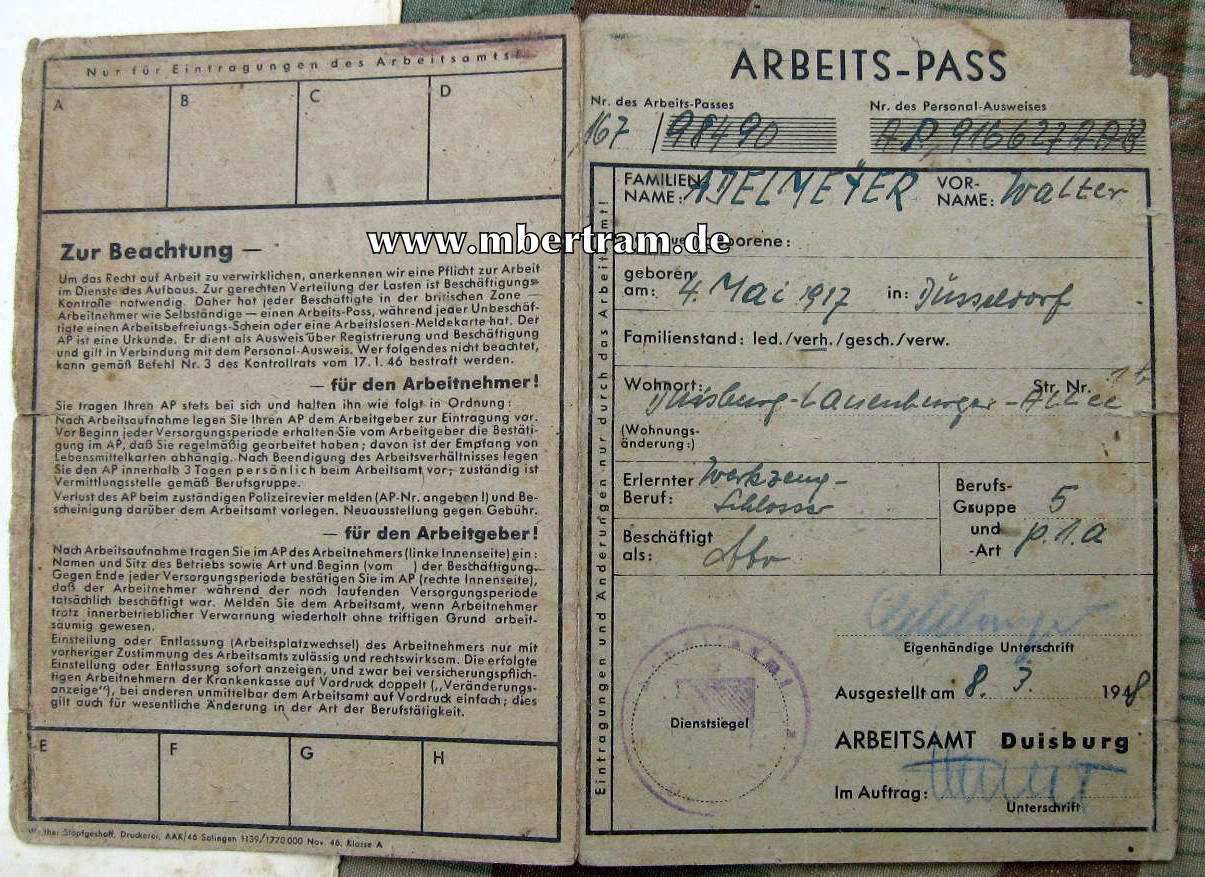 Nur für Eintragungen des Arbeitsamts!
A B C D
Zur Beachtung —
Um das Recht auf Arbeit zu verwirklichen, anerkennen wir eine Pflicht zur Arbeit
im Dienste des Aufbaus. Zur gerechten Verteilung der Lasten ist Beschäftigungs-
Kontrolle notwendig. Daher hat jeder Beschäftigte in der britischen Zone —
Arbeitnehmer wie Selbständige — einen Arbeits-Pass, während jeder Unbeschäf-
tigte einen Arbeitsbefreiungs-Schein oder eine Arbeitslosen-Meldekarte hat. Der
AP ist eine Urkunde. Er dient als Ausweis über Registrierung und Beschäftigung
und gilt in Verbindung mit dem Personal-Ausweis. Wer folgendes nicht beachtet,
kann gemäß Befehl Nr. 3 des Kontrollrats vom 17. 1. 46 bestraft werden.
— für den Arbeitnehmer!
Sie tragen Ihren AP stets bei sich und halten ihn wie folgt in Ordnung:
Nach Arbeitsaufnahme legen Sie Ihren AP dem Arbeitgeber zur Eintragung vor.
Vor Beginn jeder Versorgungsperiode erhalten Sie vom Arbeitgeber die Bestäti-
gung im AP, daß Sie regelmäßig gearbeitet haben; davon ist der Empfang von
Lebensmittelkarten abhängig. Nach Beendigung des Arbeitsverhältnisses legen
Sie den AP innerhalb 3 Tagen persönlich beim Arbeitsamt vor; zuständig ist
Vermittlungsstelle gemäß Berufsgruppe.
Verlust des AP beim zuständigen Polizeirevier melden (AP-Nr. angeben!) und Be-
scheinigung darüber dem Arbeitsamt vorlegen. Neuausstellung gegen Gebühr.
— für den Arbeitgeber!
Nach Arbeitsaufnahme tragen Sie im AP des Arbeitnehmers (linke Innenseite) ein:
Namen und Sitz des Betriebs sowie Art und Beginn (vom ) der Beschäftigung.
Gegen Ende jeder Versorgungsperiode bestätigen Sie im AP (rechte Innenseite),
daß der Arbeitnehmer während der noch laufenden Versorgungsperiode
tatsächlich beschäftigt war. Melden Sie dem Arbeitsamt, wenn Arbeitnehmer
trotz innerbetrieblicher Verwarnung wiederholt ohne triftigen Grund arbeit-
säumig gewesen.
Einstellung oder Entlassung (Arbeitsplatzwechsel) des Arbeitnehmers nur mit
vorheriger Zustimmung des Arbeitsamts zulässig und rechtswirksam. Die erfolgte
Einstellung oder Entlassung sofort anzeigen, und zwar bei versicherungspflich-
tigen Arbeitnehmern der Krankenkasse auf Vordruck doppelt („Veränderungs-
anzeige"), bei anderen unmittelbar dem Arbeitsamt auf Vordruck einfach; dies
gilt auch für wesentliche Änderung in der Art der Berufstätigkeit.
E F G H
Stopfgeshoff, Druckerei, AAK/46 Solingen 1139/1770000 Nov. 46. Klasse A
www.mbertram.de
ARBEITS-PASS
Nr. des Arbeits-Passes Nr. des Personal-Ausweises
167 / 98490 AP 916627
Eintragungen und Änderungen nur durch das Arbeitsamt!
FAMILIEN-NAME: ADELMEYER VOR-NAME: Walter
geborene:
geboren am: 4. Mai 1917 in: Düsseldorf
Familienstand: led./verh./gesch./verw.
Wohnort: Str. Nr.
Duisburg-Lauenburger-Allee
(Wohnungs-änderung:)
Erlernter Beruf: Werkzeug-Schlosser
Berufs-Gruppe und -Art 5 p.1.a
Beschäftigt als:
Eigenhändige Unterschrift
Ausgestellt am 8. 3. 1948
Dienstsiegel
ARBEITSAMT Duisburg
Im Auftrag:
Unterschrift